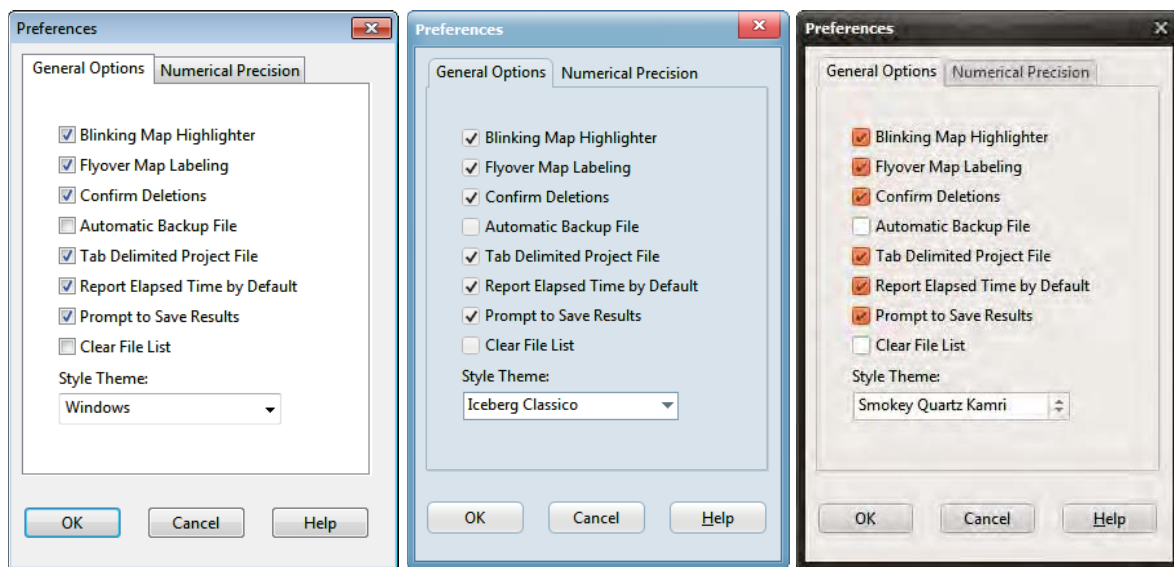 Preferences
General Options
Numerical Precision
Blinking Map Highlighter
Flyover Map Labeling
Confirm Deletions
Automatic Backup File
Tab Delimited Project File
Report Elapsed Time by Default
Prompt to Save Results
Clear File List
Style Theme:
Windows
OK
Cancel
Help
Preferences
General Options
Numerical Precision
Blinking Map Highlighter
Flyover Map Labeling
Confirm Deletions
Automatic Backup File
Tab Delimited Project File
Report Elapsed Time by Default
Prompt to Save Results
Clear File List
Style Theme:
Iceberg Classico
OK
Cancel
Help
Preferences
General Options
Numerical Precision
Blinking Map Highlighter
Flyover Map Labeling
Confirm Deletions
Automatic Backup File
Tab Delimited Project File
Report Elapsed Time by Default
Prompt to Save Results
Clear File List
Style Theme:
Smokey Quartz Kamri
OK
Cancel
Help